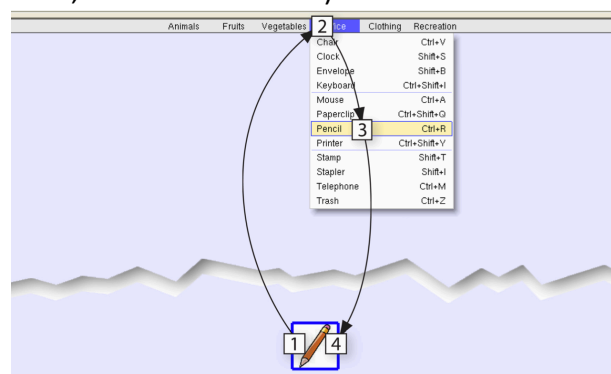 Animals Fruits Vegetables 2 Clothing Recreation
Chair Ctrl+V
Clock Shift+S
Envelope Shift+B
Keyboard Ctrl+Shift+I
Mouse Ctrl+A
Paperclip Ctrl+Shift+Q
Pencil 3 Ctrl+R
Printer Ctrl+Shift+Y
Stamp Shift+T
Stapler Shift+I
Telephone Ctrl+M
Trash Ctrl+Z
1 4